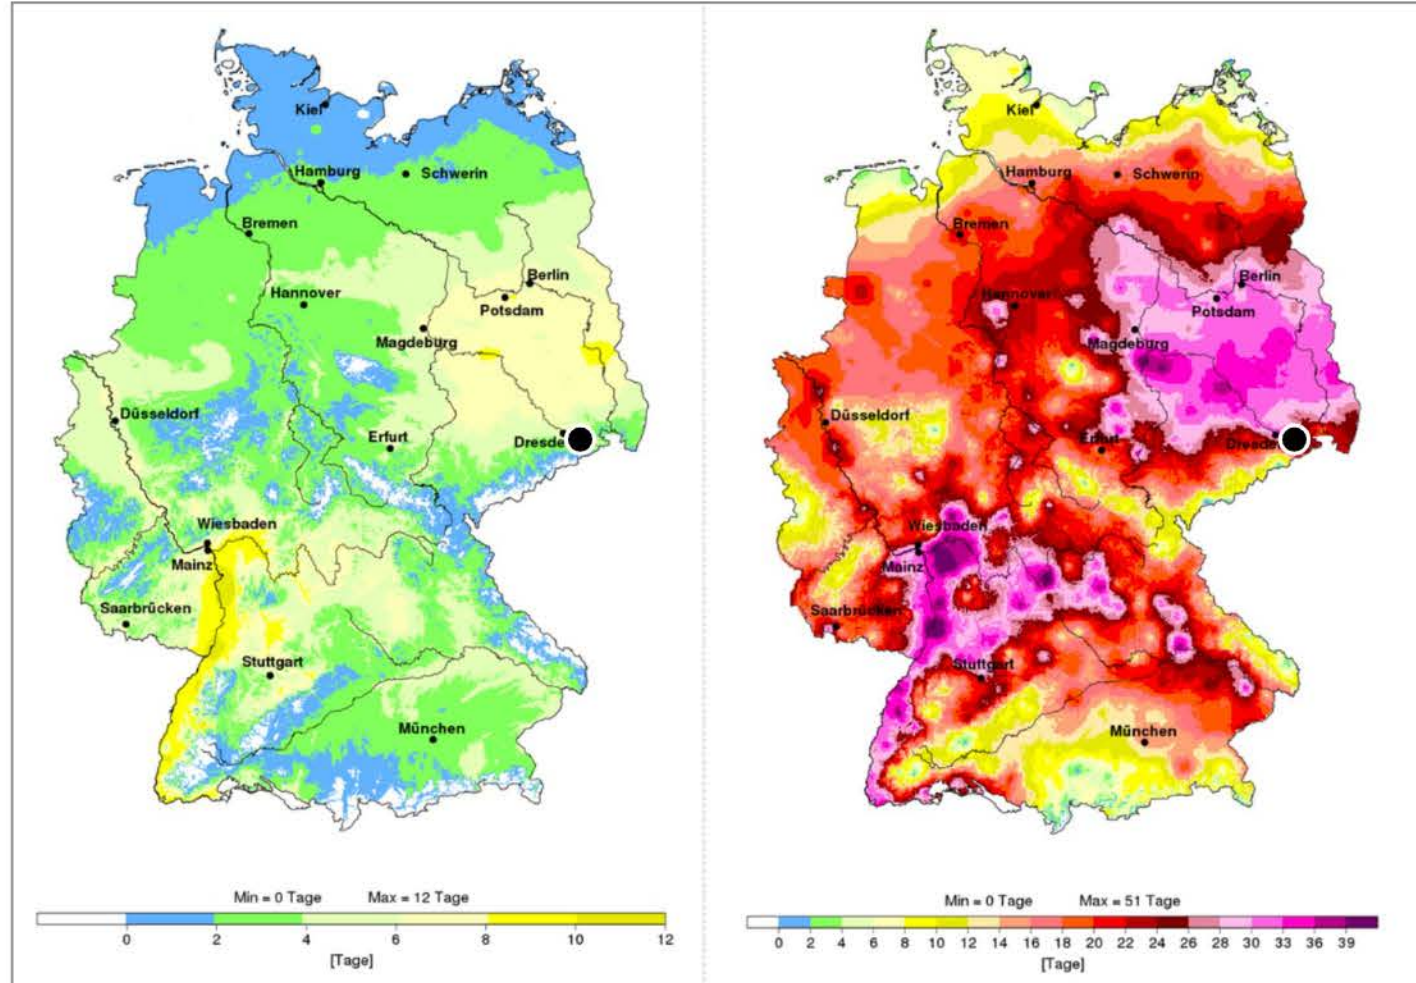 Kiel
Hamburg
Schwerin
Bremen
Berlin
Hannover
Potsdam
Magdeburg
Düsseldorf
Erfurt
Dresde
Wiesbaden
Mainz
Saarbrücken
Stuttgart
München
Min = 0 Tage Max = 12 Tage
0 2 4 6 8 10 12
[Tage]
Kiel
Hamburg
Schwerin
Bremen
Berlin
Hannover
Potsdam
Magdeburg
Düsseldorf
Erfurt
Dresde
Wiesbaden
Mainz
Saarbrücken
Stuttgart
München
Min = 0 Tage Max = 51 Tage
0 2 4 6 8 10 12 14 16 18 20 22 24 26 28 30 33 36 39
[Tage]